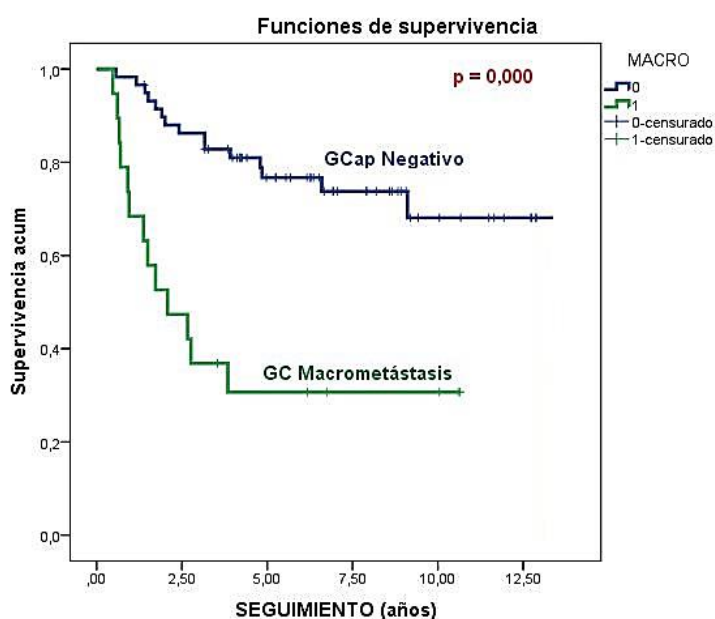 Funciones de supervivencia
p = 0,000
MACRO
0
1
0-censurado
1-censurado
GCap Negativo
GC Macrometástasis
Supervivencia acum
1,0
0,8
0,6
0,4
0,2
0,0
,00
2,50
5,00
7,50
10,00
12,50
SEGUIMIENTO (años)